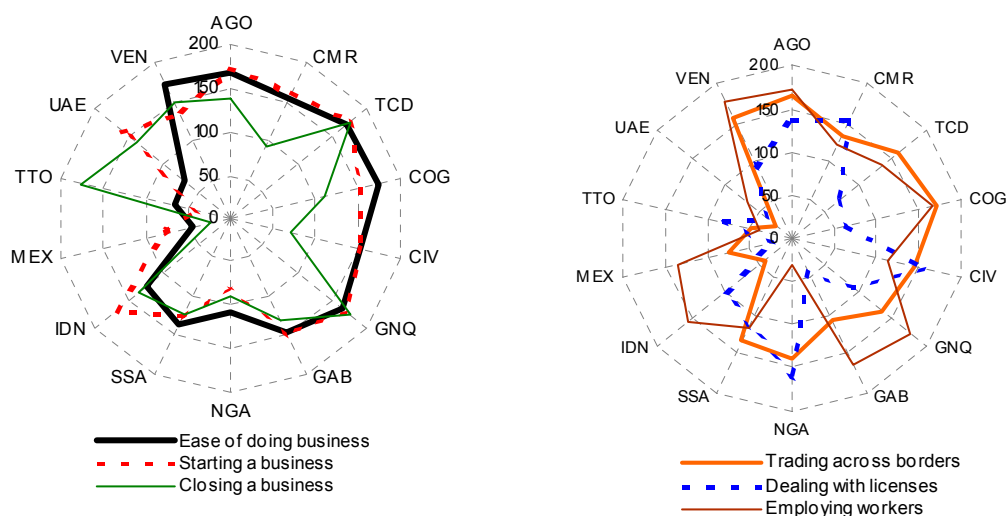 AGO
200
CMR
150
TCD
100
COG
50
0
CIV
GNQ
GAB
NGA
SSA
IDN
MEX
TTO
UAE
VEN
Ease of doing business
Starting a business
Closing a business
AGO
200
CMR
150
TCD
100
COG
50
0
CIV
GNQ
GAB
NGA
SSA
IDN
MEX
TTO
UAE
VEN
Trading across borders
Dealing with licenses
Employing workers